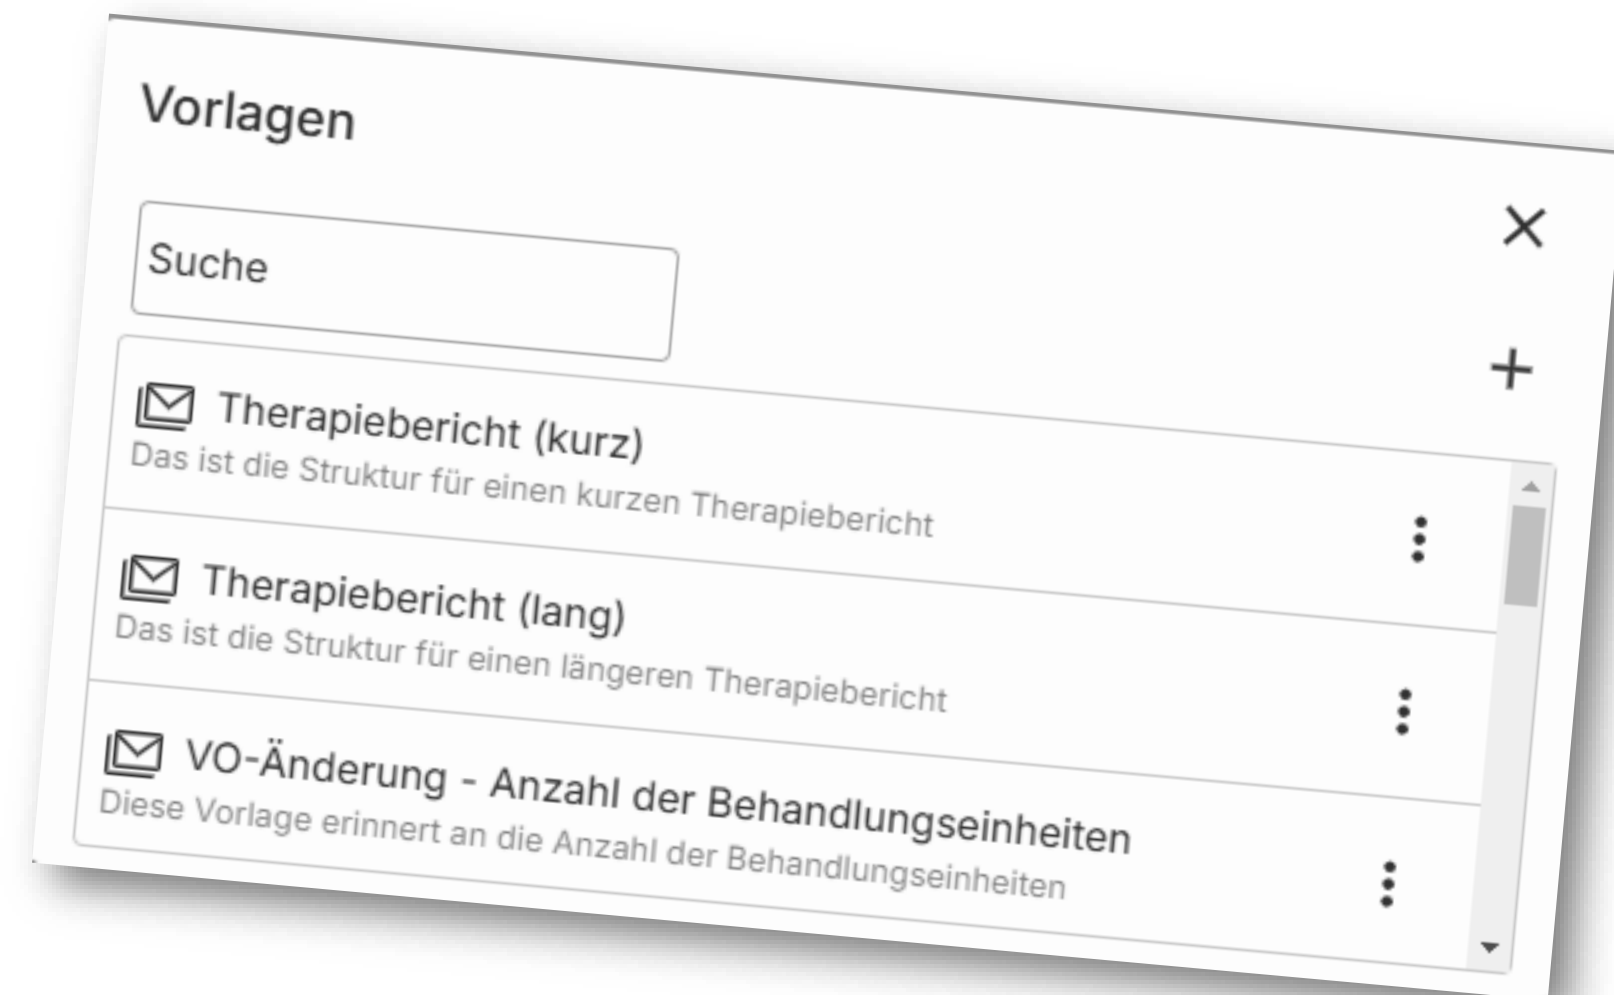 Vorlagen
Suche
Therapiebericht (kurz)
Das ist die Struktur für einen kurzen Therapiebericht
Therapiebericht (lang)
Das ist die Struktur für einen längeren Therapiebericht
VO-Änderung - Anzahl der Behandlungseinheiten
Diese Vorlage erinnert an die Anzahl der Behandlungseinheiten